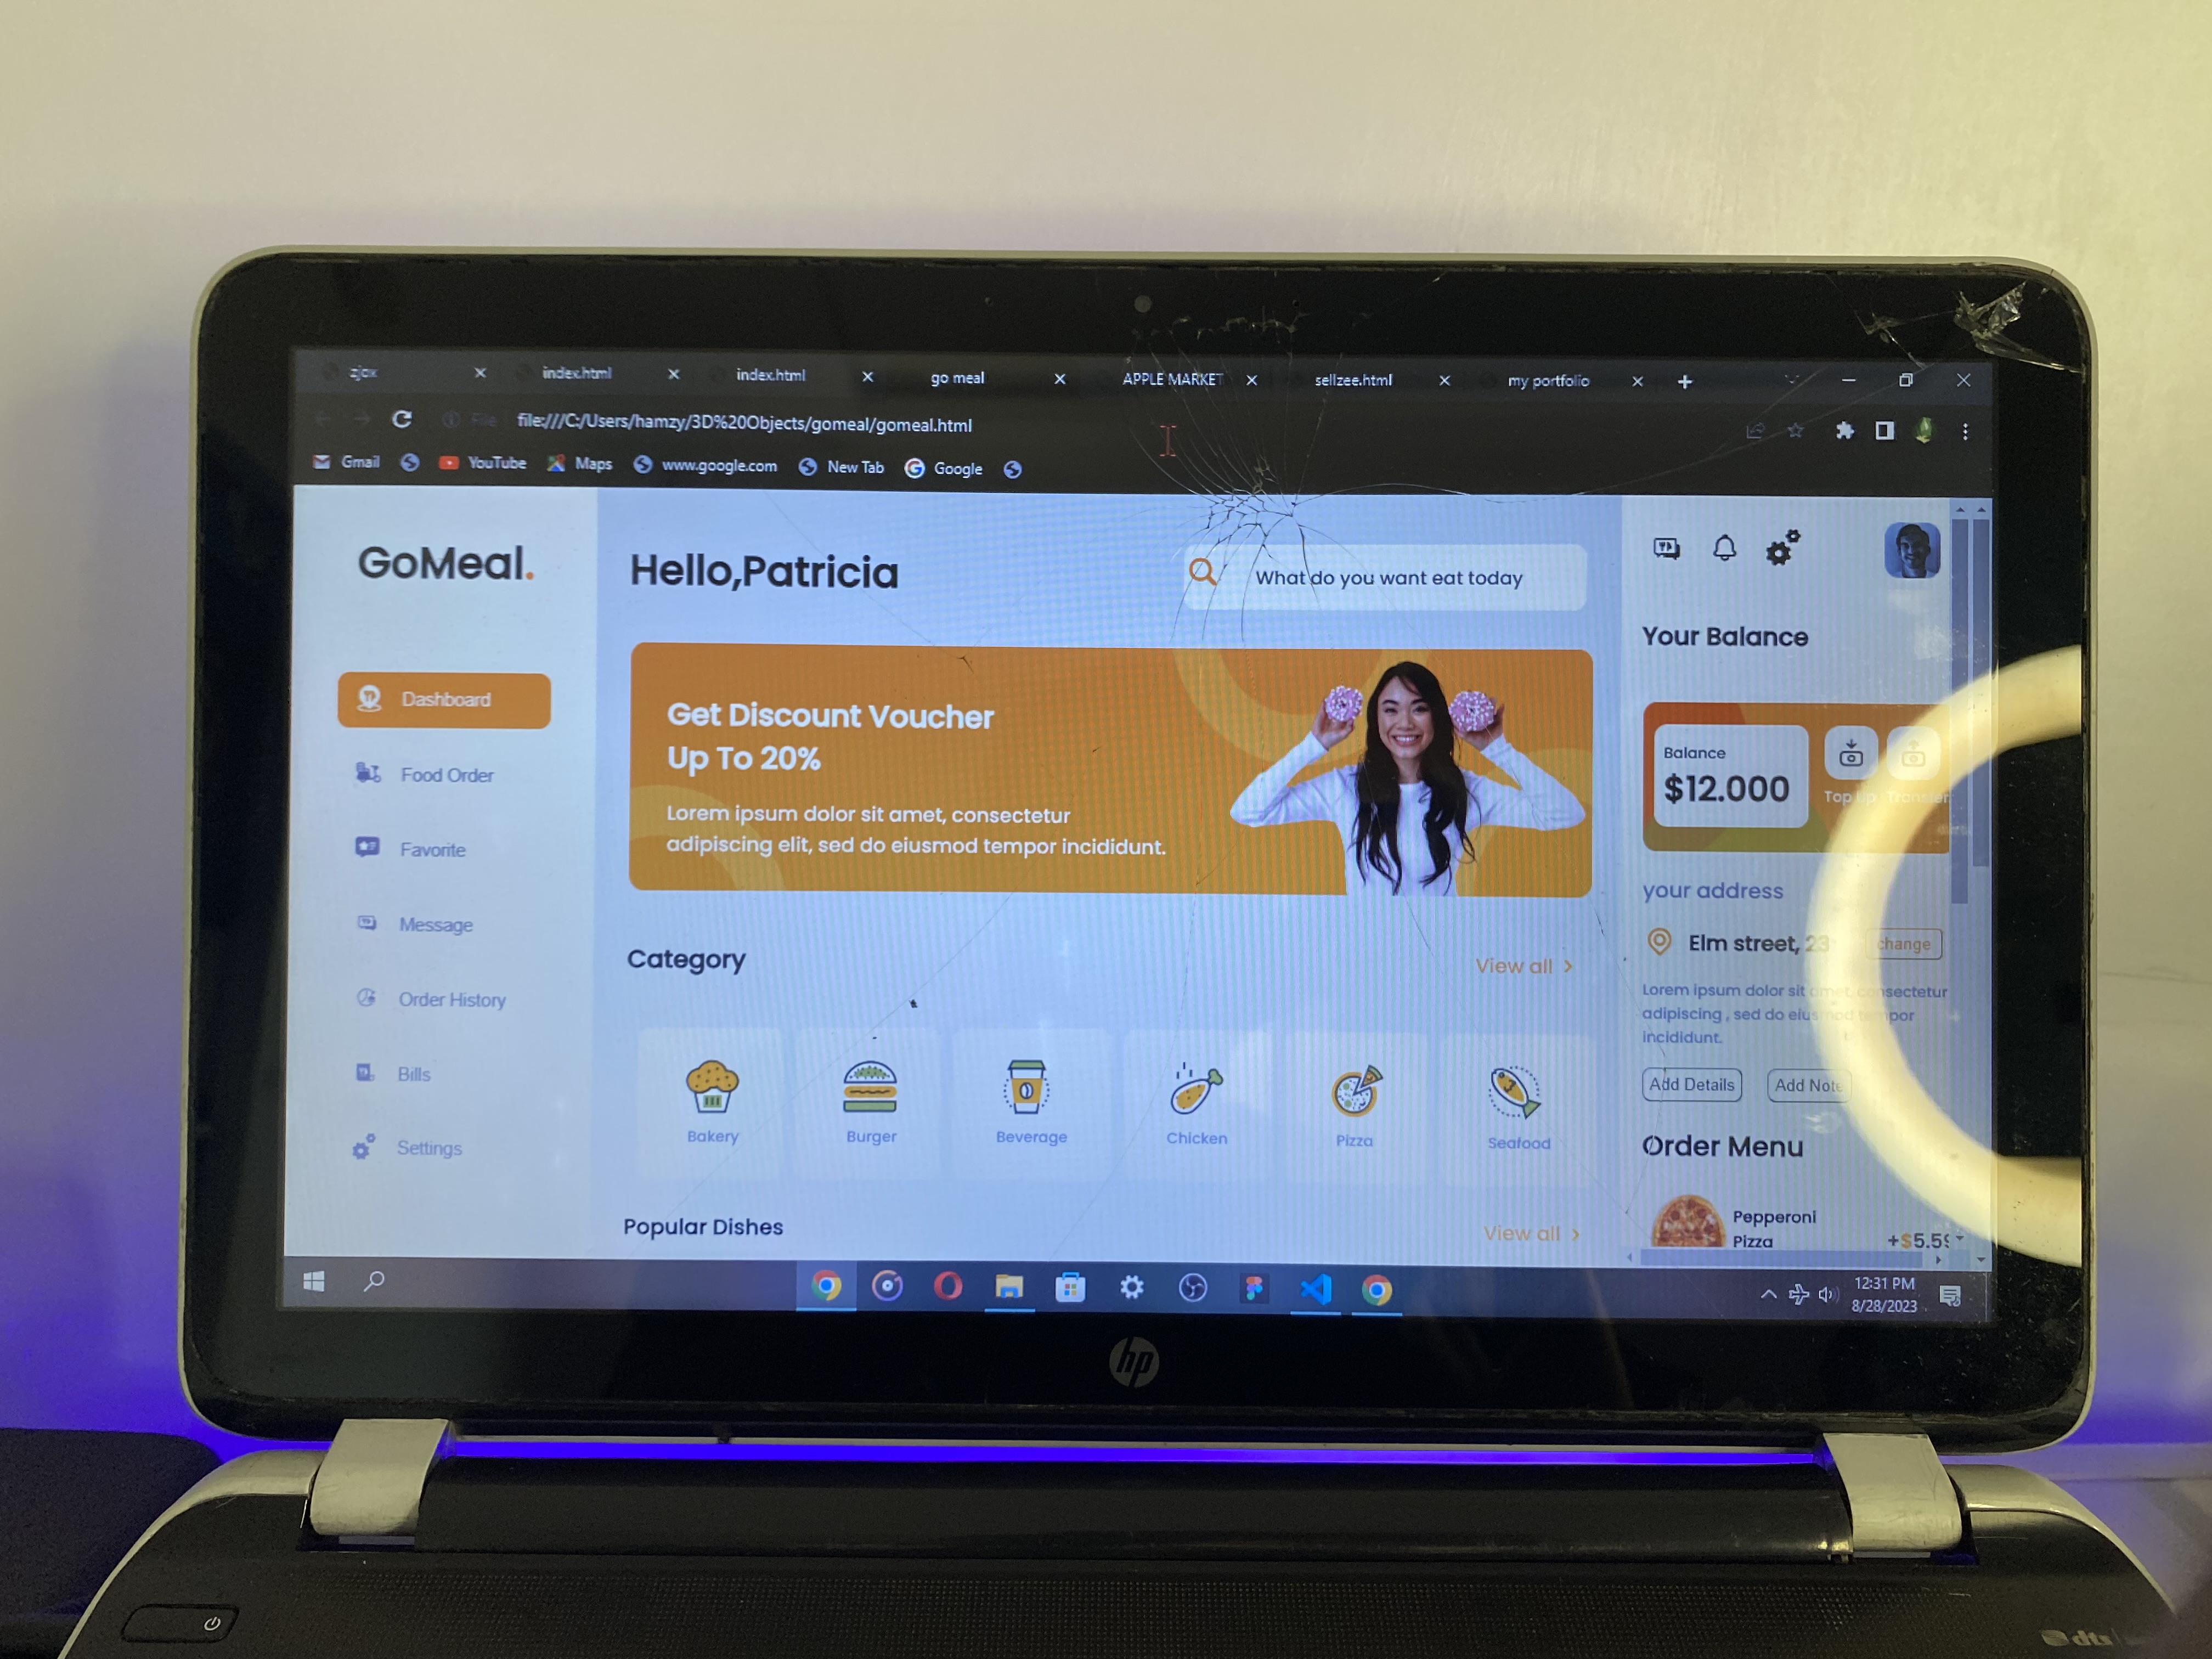 zjox
index.html
index.html
go meal
APPLE MARKET
sellzee.html
my portfolio
File file:///C:/Users/hamzy/3D%20Objects/gomeal/gomeal.html
Gmail
YouTube
Maps
www.google.com
New Tab
Google
GoMeal.
Dashboard
Food Order
Favorite
Message
Order History
Bills
Settings
Hello,Patricia
What do you want eat today
Get Discount Voucher
Up To 20%
Lorem ipsum dolor sit amet, consectetur
adipiscing elit, sed do eiusmod tempor incididunt.
Category
View all
Bakery
Burger
Beverage
Chicken
Pizza
Seafood
Popular Dishes
View all
Your Balance
Balance
$12.000
Top Up
Transfer
your address
Elm street, 23
change
Lorem ipsum dolor sit amet, consectetur
adipiscing , sed do eiusmod tempor
incididunt.
Add Details
Add Note
Order Menu
Pepperoni
Pizza
+$5.59
12:31 PM
8/28/2023
hp
dts